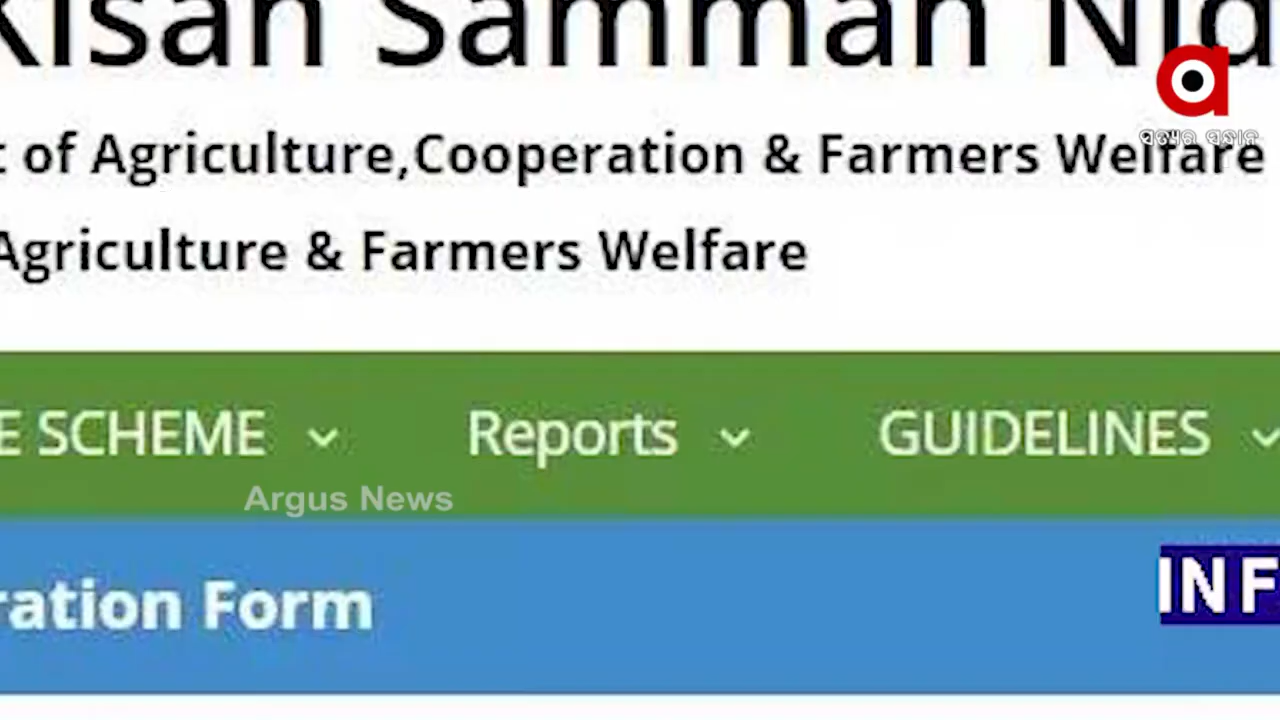 Kisan Samman Nid
t of Agriculture,Cooperation & Farmers Welfare
Agriculture & Farmers Welfare
E SCHEME Reports GUIDELINES
Argus News
ration Form
INF